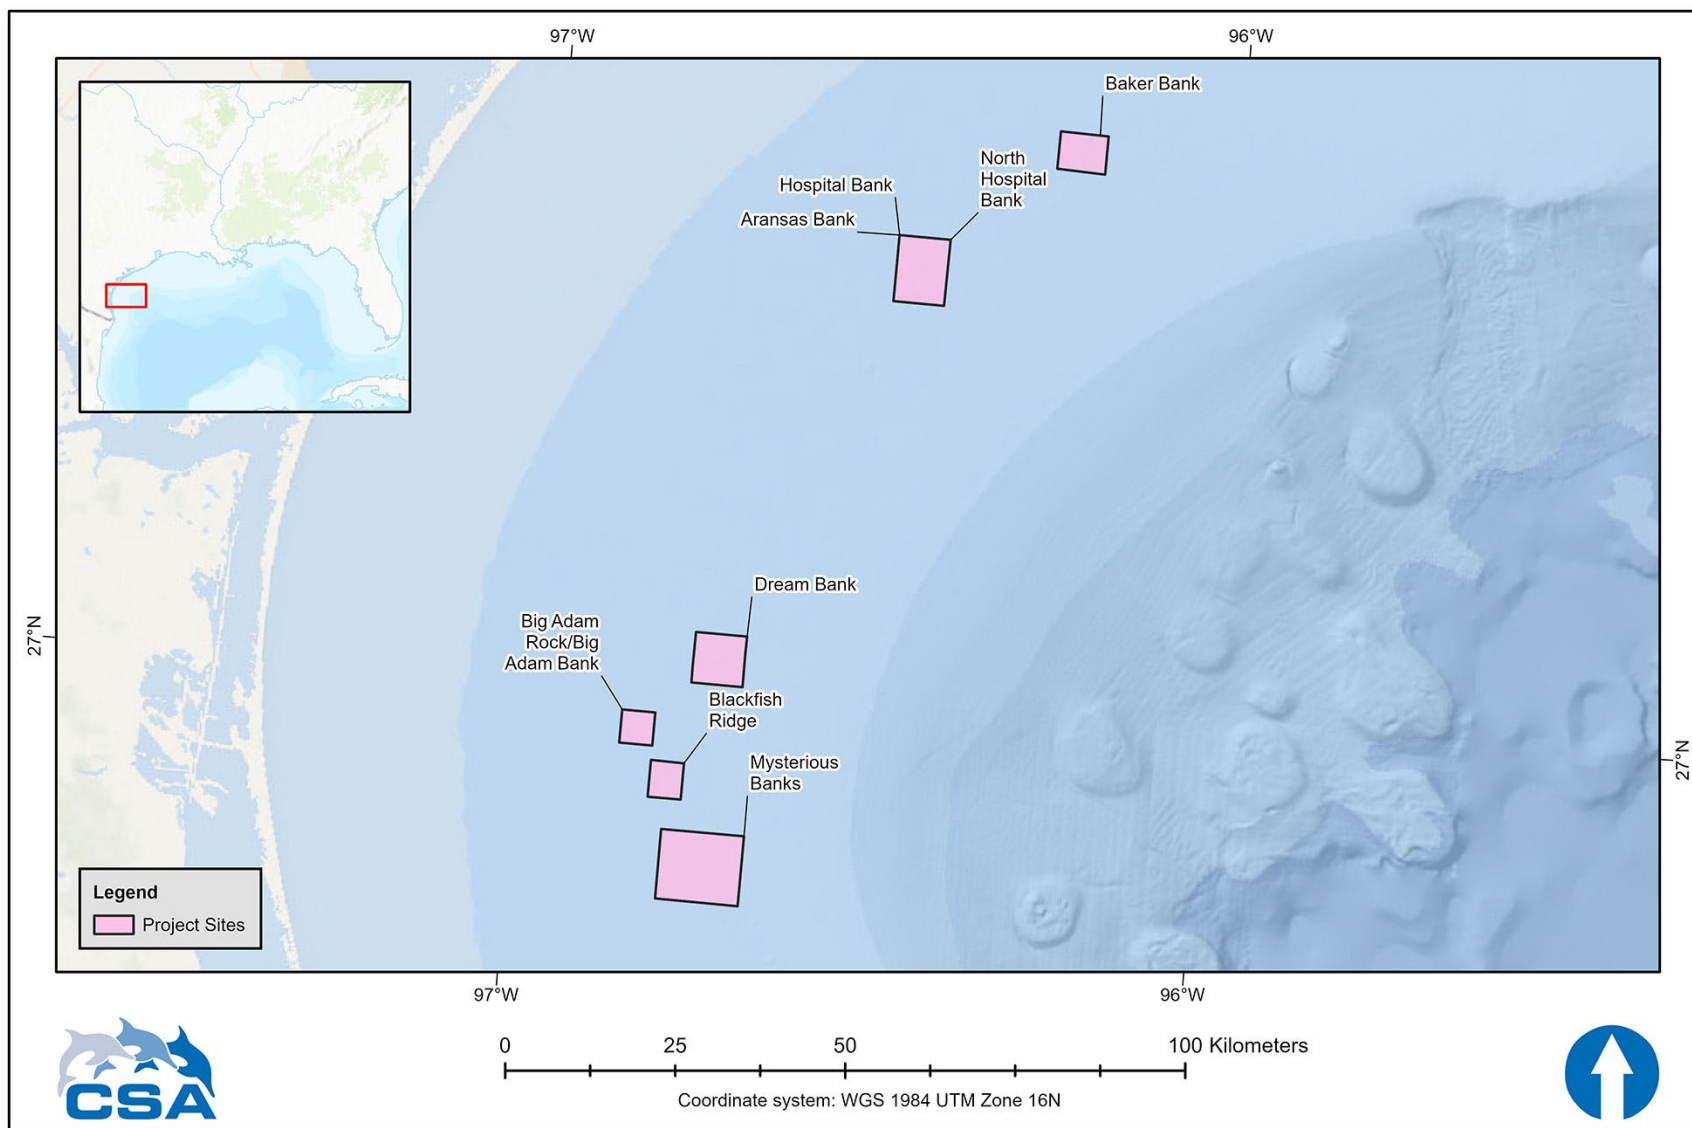 97°W
96°W
Baker Bank
North
Hospital
Bank
Hospital Bank
Aransas Bank
Dream Bank
Big Adam
Rock/Big
Adam Bank
Blackfish
Ridge
Mysterious
Banks
27°N
27°N
Legend
Project Sites
97°W
96°W
CSA
0 25 50 100 Kilometers
Coordinate system: WGS 1984 UTM Zone 16N